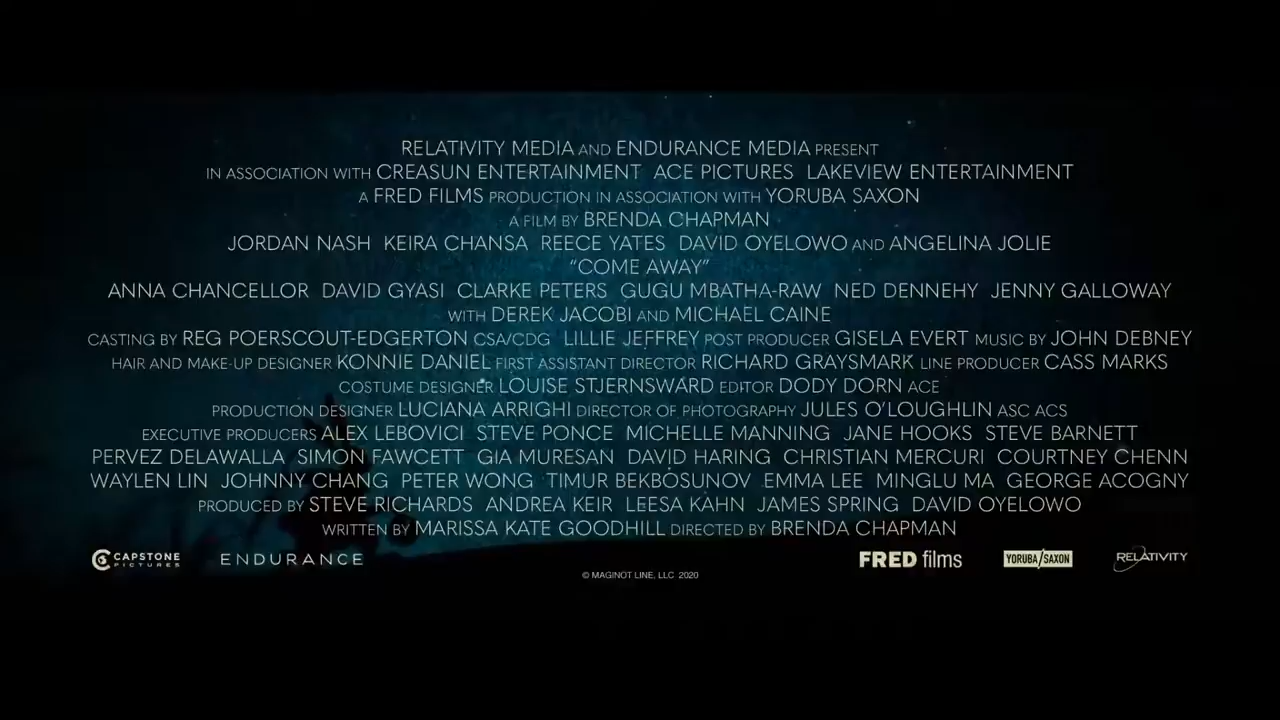 RELATIVITY MEDIA AND ENDURANCE MEDIA PRESENT
IN ASSOCIATION WITH CREASUN ENTERTAINMENT ACE PICTURES LAKEVIEW ENTERTAINMENT
A FRED FILMS PRODUCTION IN ASSOCIATION WITH YORUBA SAXON
A FILM BY BRENDA CHAPMAN
JORDAN NASH KEIRA CHANSA REECE YATES DAVID OYELOWO AND ANGELINA JOLIE
“COME AWAY”
ANNA CHANCELLOR DAVID GYASI CLARKE PETERS GUGU MBATHA-RAW NED DENNEHY JENNY GALLOWAY
WITH DEREK JACOBI AND MICHAEL CAINE
CASTING BY REG POERSCOUT-EDGERTON CSA/CDG LILLIE JEFFREY POST PRODUCER GISELA EVERT MUSIC BY JOHN DEBNEY
HAIR AND MAKE-UP DESIGNER KONNIE DANIEL FIRST ASSISTANT DIRECTOR RICHARD GRAYSMARK LINE PRODUCER CASS MARKS
COSTUME DESIGNER LOUISE STJERNSWARD EDITOR DODY DORN ACE
PRODUCTION DESIGNER LUCIANA ARRIGHI DIRECTOR OF PHOTOGRAPHY JULES O’LOUGHLIN ASC ACS
EXECUTIVE PRODUCERS ALEX LEBOVICI STEVE PONCE MICHELLE MANNING JANE HOOKS STEVE BARNETT
PERVEZ DELAWALLA SIMON FAWCETT GIA MURESAN DAVID HARING CHRISTIAN MERCURI COURTNEY CHENN
WAYLEN LIN JOHNNY CHANG PETER WONG TIMUR BEKBOSUNOV EMMA LEE MINGLU MA GEORGE ACOGNY
PRODUCED BY STEVE RICHARDS ANDREA KEIR LEESA KAHN JAMES SPRING DAVID OYELOWO
WRITTEN BY MARISSA KATE GOODHILL DIRECTED BY BRENDA CHAPMAN
CAPSTONE PICTURES ENDURANCE FRED films YORUBA/SAXON RELATIVITY
© MAGINOT LINE, LLC 2020